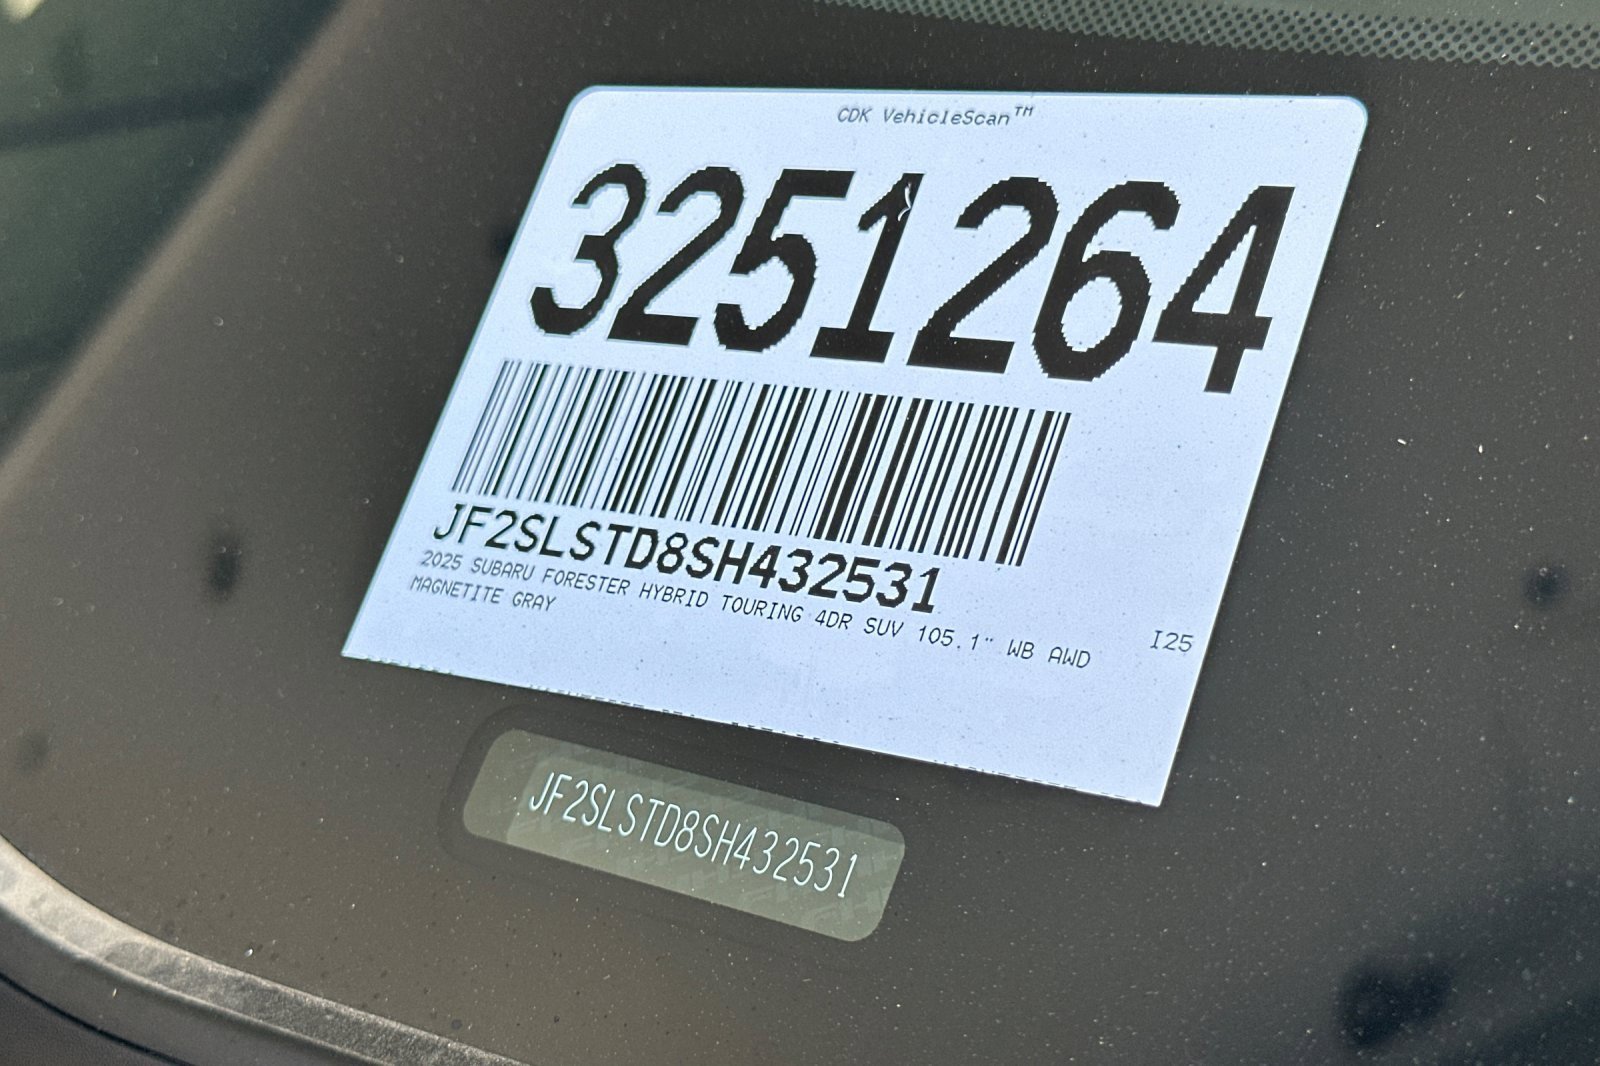 CDK VehicleScan™
3251264
JF2SLSTD8SH432531
2025 SUBARU FORESTER HYBRID TOURING 4DR SUV 105.1" WB AWD
MAGNETITE GRAY
I25
JF2SLSTD8SH432531